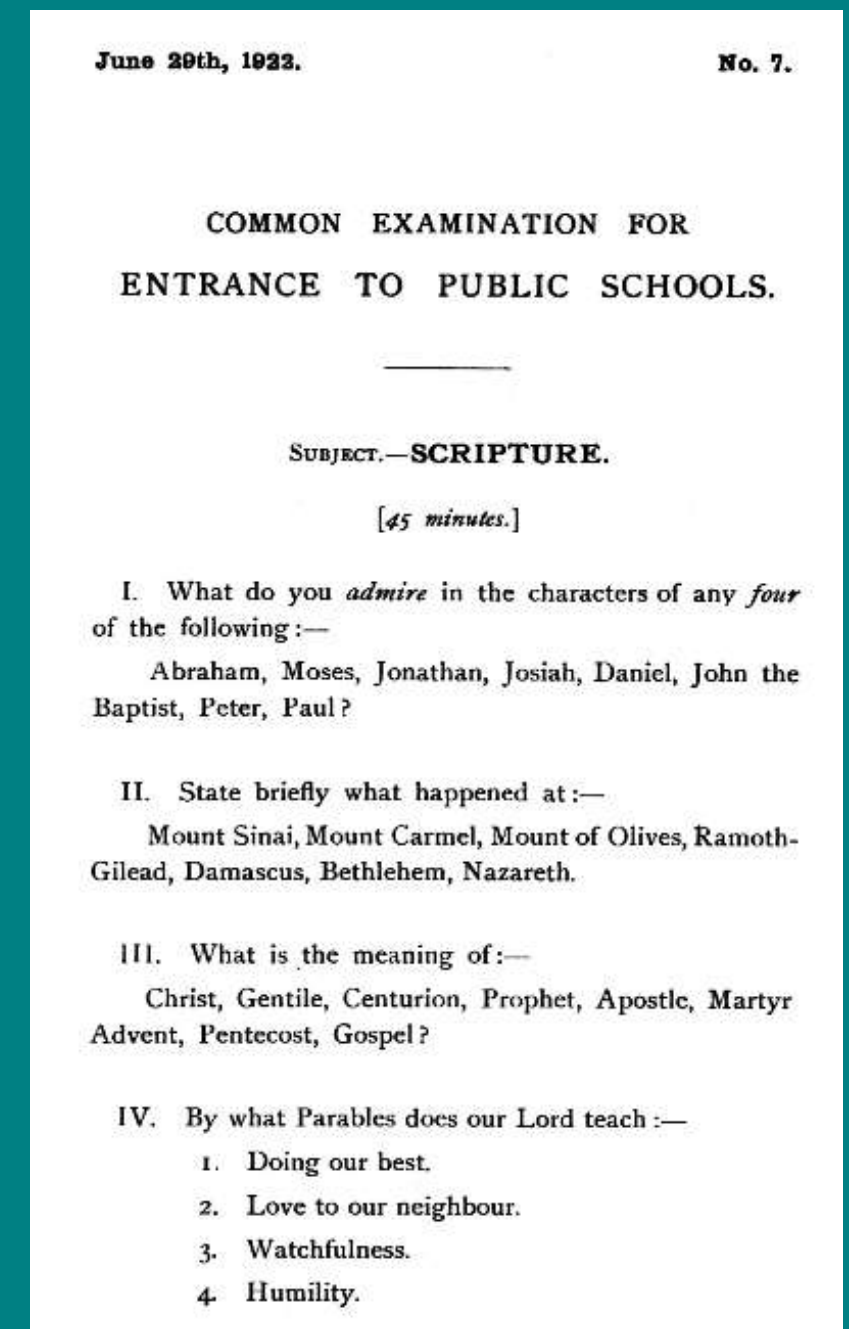 June 29th, 1922.
No. 7.
COMMON EXAMINATION FOR
ENTRANCE TO PUBLIC SCHOOLS.
SUBJECT.—SCRIPTURE.
[45 minutes.]
I. What do you admire in the characters of any four
of the following:—
Abraham, Moses, Jonathan, Josiah, Daniel, John the
Baptist, Peter, Paul?
II. State briefly what happened at:—
Mount Sinai, Mount Carmel, Mount of Olives, Ramoth-
Gilead, Damascus, Bethlehem, Nazareth.
III. What is the meaning of:—
Christ, Gentile, Centurion, Prophet, Apostle, Martyr
Advent, Pentecost, Gospel?
IV. By what Parables does our Lord teach:—
1. Doing our best.
2. Love to our neighbour.
3. Watchfulness.
4 Humility.